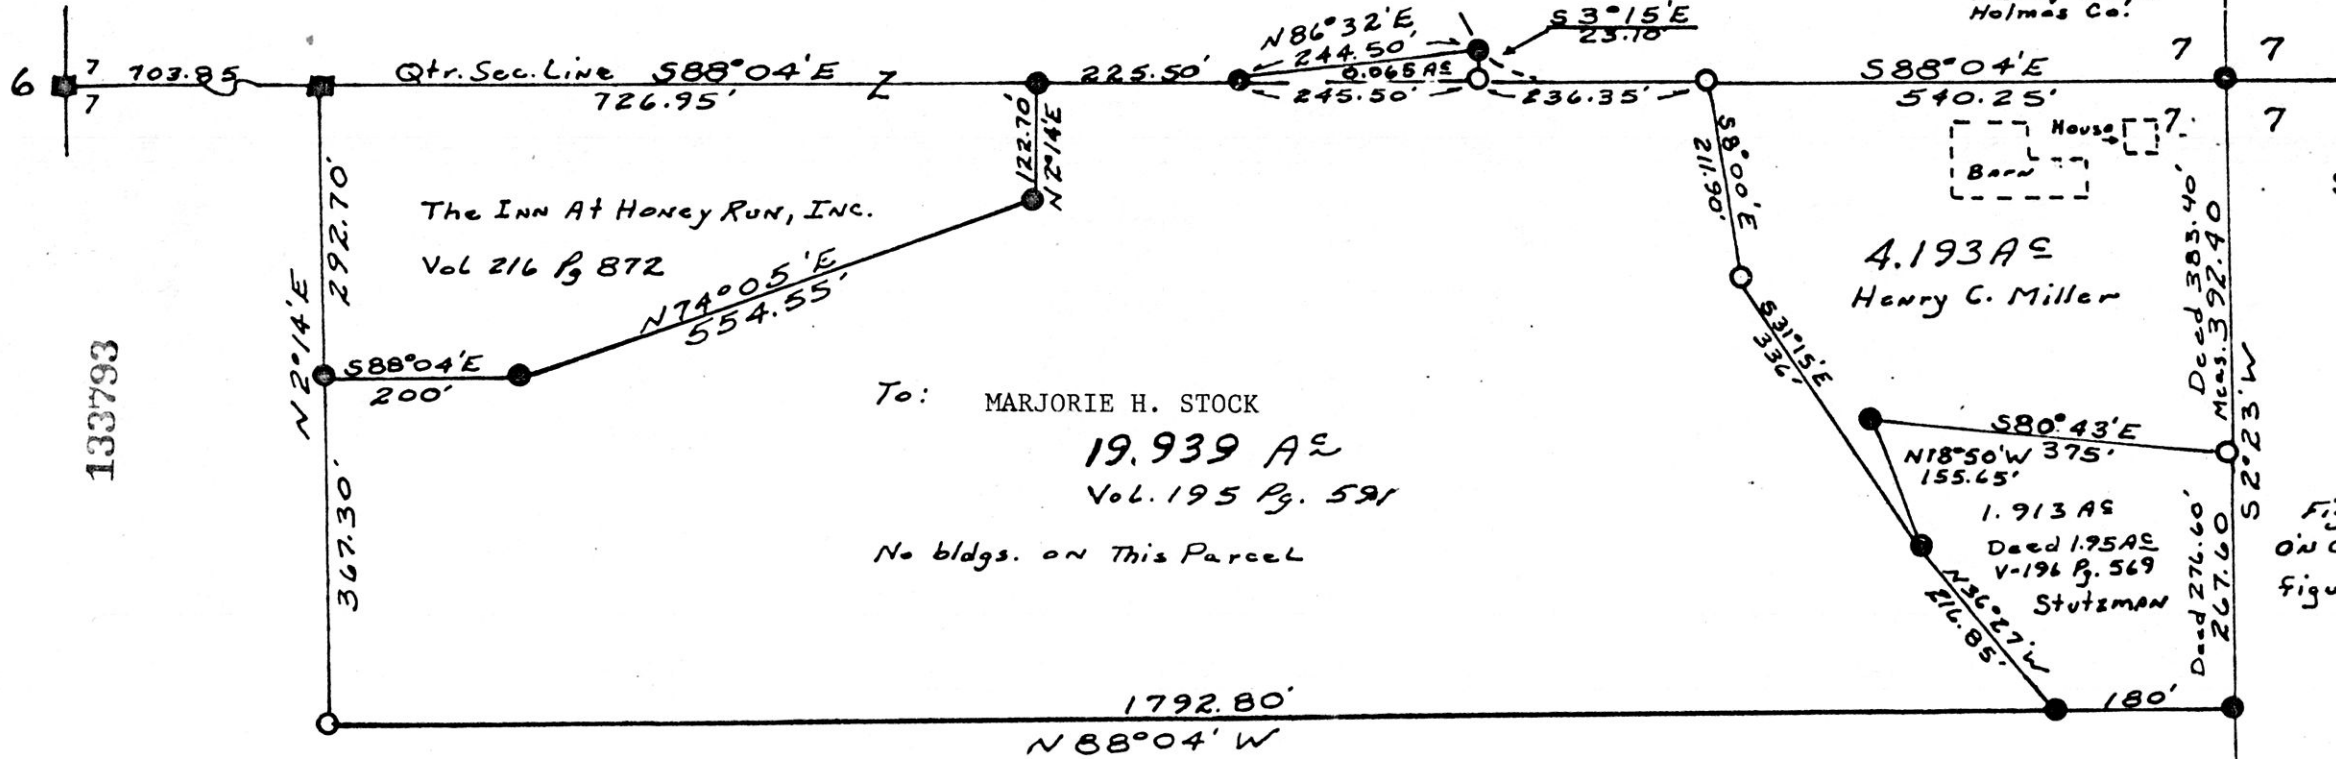 Holmes Co.
N86°32'E
244.50'
S3°15'E
23.10'
6
7
7
703.85
Qtr. Sec. Line S88°04'E
726.95'
Z
225.50'
0.065 Ac
245.50'
236.35'
S88°04'E
540.25'
7
7
7
7
122.70'
N2°14'E
House
Barn
S8°00'E
211.90'
292.70'
The Inn At Honey Run, Inc.
Vol 216 Pg 872
N74°05'E
554.55'
4.193 Ac
Henry C. Miller
Deed 383.40'
Meas. 392.40
N2°14'E
S88°04'E
200'
S31°15'E
336'
133793
To: MARJORIE H. STOCK
19.939 Ac
Vol. 195 Pg. 591
S80°43'E
375'
N18°50'W
155.65'
S2°23'W
1.913 Ac
Deed 1.95 Ac
V-196 Pg. 569
Stutzman
Deed 276.60'
267.60
367.30'
No bldgs. on This Parcel
N36°27'W
216.85'
1792.80'
N88°04'W
180'